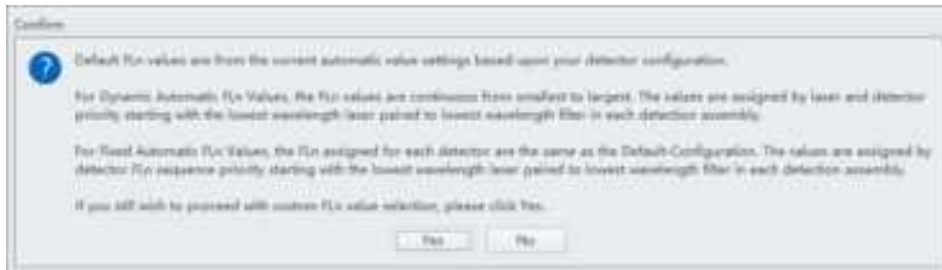 Confirm
Default FLn values are from the current automatic value settings based upon your detector configuration.
For Dynamic Automatic FLn Values, the FLn values are continuous from smallest to largest. The values are assigned by laser and detector
priority starting with the lowest wavelength laser paired to lowest wavelength filter in each detection assembly.
For Fixed Automatic FLn Values, the FLn assigned for each detector are the same as the Default Configuration. The values are assigned by
detector FLn sequence priority starting with the lowest wavelength laser paired to lowest wavelength filter in each detection assembly.
If you still wish to proceed with custom FLn value selection, please click Yes.
Yes No